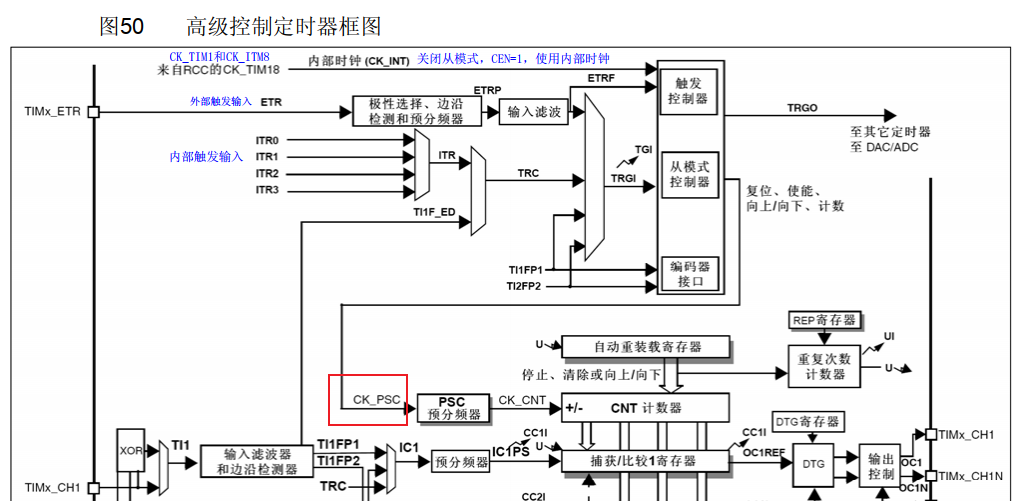 图50 高级控制定时器框图
CK_TIM1和CK_ITM8
来自RCC的CK_TIM18
内部时钟 (CK_INT)
关闭从模式，CEN=1，使用内部时钟
TIMx_ETR
外部触发输入
ETR
极性选择、边沿
检测和预分频器
ETRP
输入滤波
ETRF
触发
控制器
TRGO
至其它定时器
至 DAC/ADC
ITR0
ITR1
内部触发输入
ITR2
ITR3
ITR
TRC
TGI
TRGI
从模式
控制器
复位、使能、
向上/向下、计数
TI1F_ED
TI1FP1
TI2FP2
编码器
接口
REP寄存器
U
自动重装载寄存器
停止、清除或向上/向下
重复次数
计数器
UI
U
CK_PSC
PSC
预分频器
CK_CNT
+/-
CNT 计数器
DTG寄存器
XOR
TI1
输入滤波器
和边沿检测器
TI1FP1
TI1FP2
TRC
IC1
预分频器
IC1PS
CC1I
U
捕获/比较1寄存器
CC1I
OC1REF
DTG
输出
控制
OC1
OC1N
TIMx_CH1
TIMx_CH1N
TIMx_CH1
CC2I